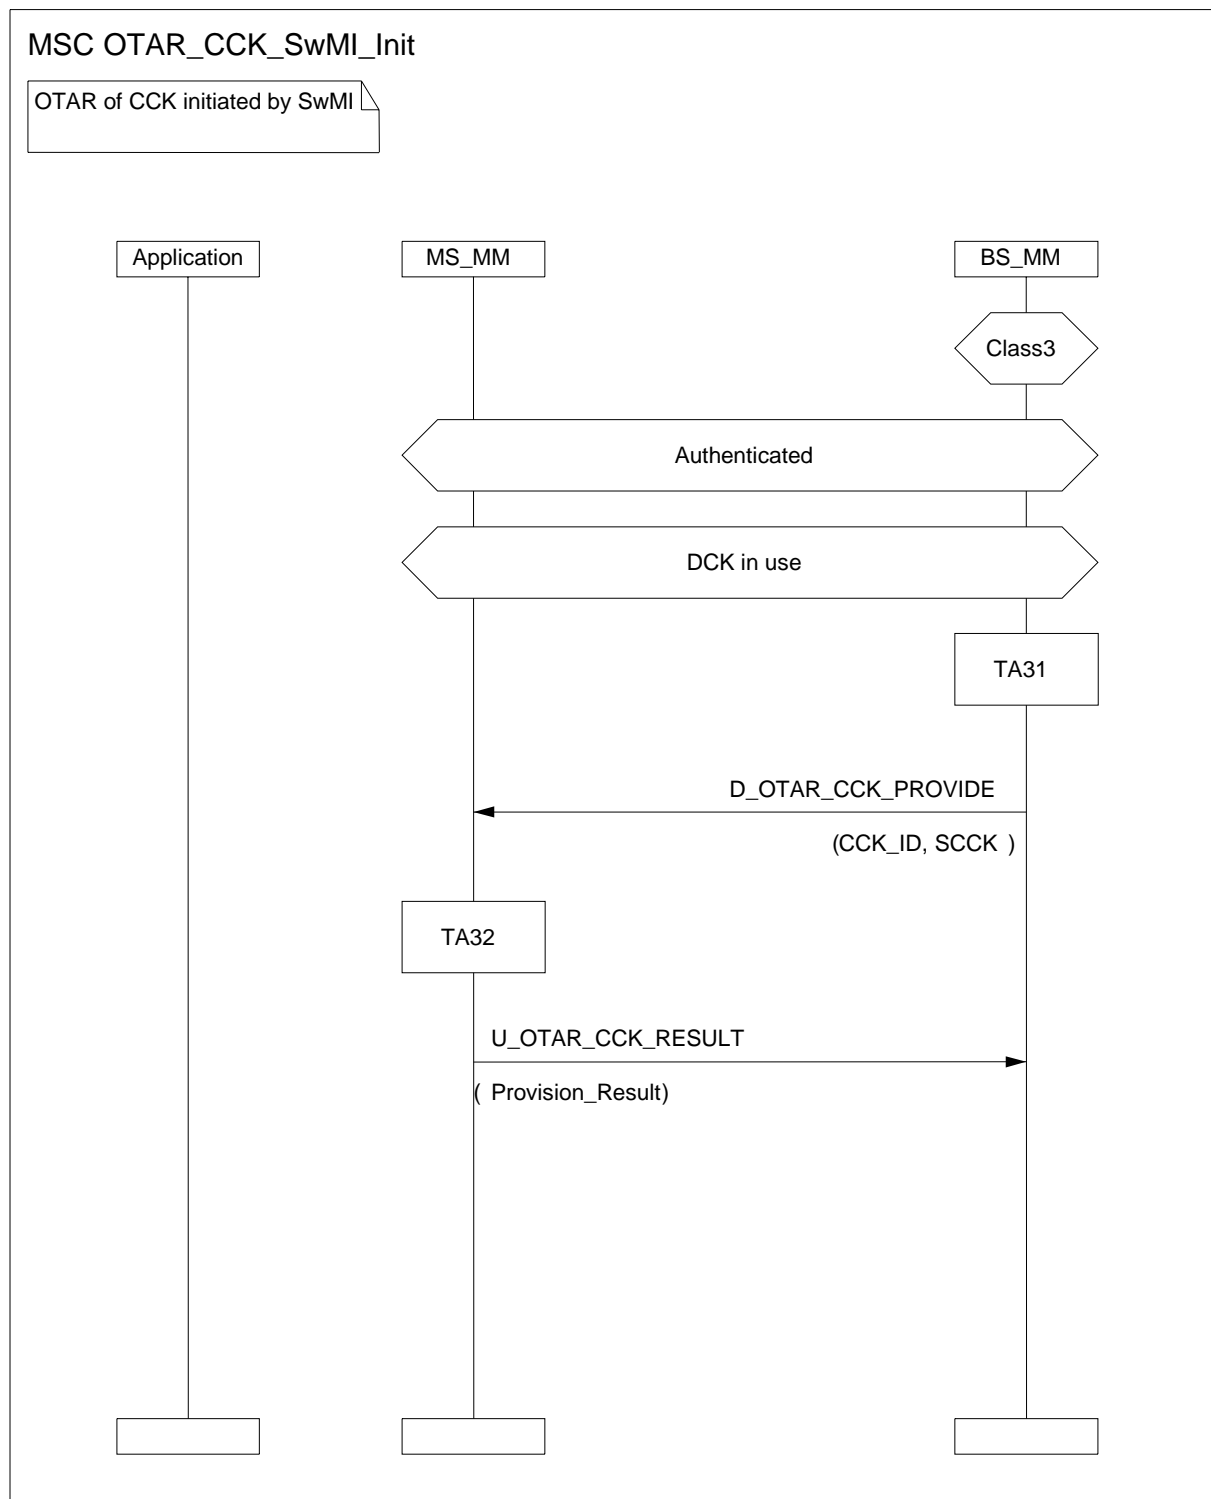 MSC OTAR_CCK_SwMI_Init
OTAR of CCK initiated by SwMI
Application
MS_MM
BS_MM
Class3
Authenticated
DCK in use
TA31
D_OTAR_CCK_PROVIDE
(CCK_ID, SCCK )
TA32
U_OTAR_CCK_RESULT
( Provision_Result)